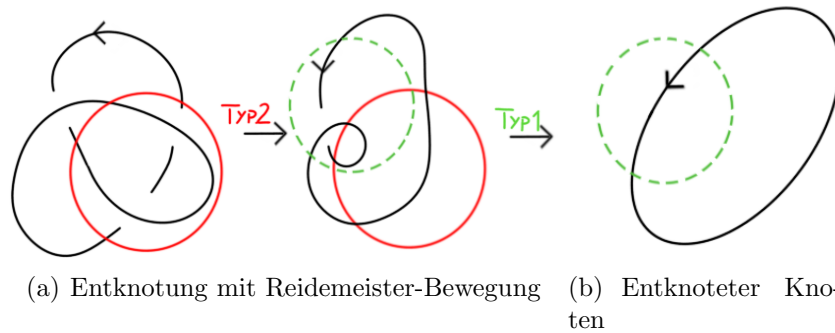 Typ2
Typ1
(a) Entknotung mit Reidemeister-Bewegung
(b) Entknoteter Kno-
ten